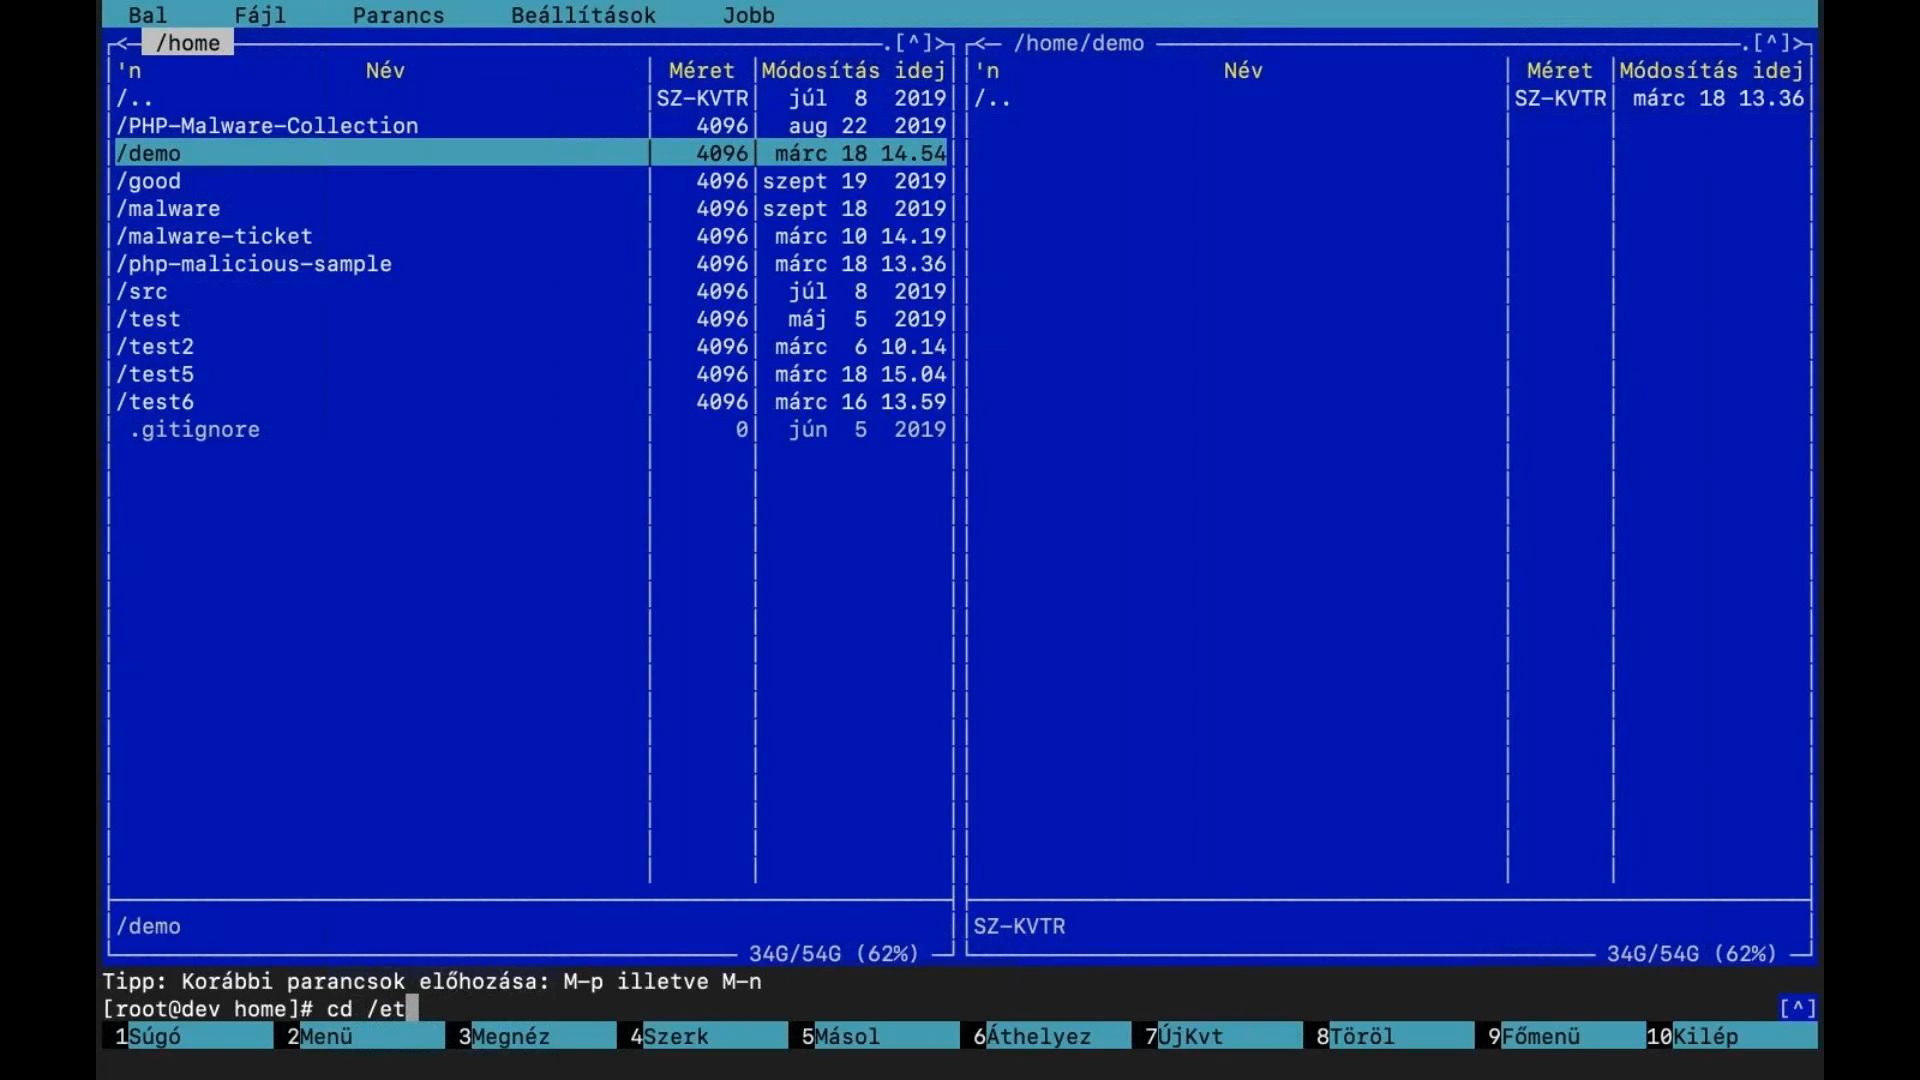 Bal Fájl Parancs Beállítások Jobb
<─ /home .[^]> <─ /home/demo .[^]>
'n Név Méret Módosítás idej 'n Név Méret Módosítás idej
/.. SZ-KVTR júl 8 2019 /.. SZ-KVTR márc 18 13.36
/PHP-Malware-Collection 4096 aug 22 2019
/demo 4096 márc 18 14.54
/good 4096 szept 19 2019
/malware 4096 szept 18 2019
/malware-ticket 4096 márc 10 14.19
/php-malicious-sample 4096 márc 18 13.36
/src 4096 júl 8 2019
/test 4096 máj 5 2019
/test2 4096 márc 6 10.14
/test5 4096 márc 18 15.04
/test6 4096 márc 16 13.59
.gitignore 0 jún 5 2019
/demo SZ-KVTR
34G/54G (62%) 34G/54G (62%)
Tipp: Korábbi parancsok előhozása: M-p illetve M-n
[root@dev home]# cd /et [^]
1Súgó 2Menü 3Megnéz 4Szerk 5Másol 6Áthelyez 7ÚjKvt 8Töröl 9Főmenü 10Kilép